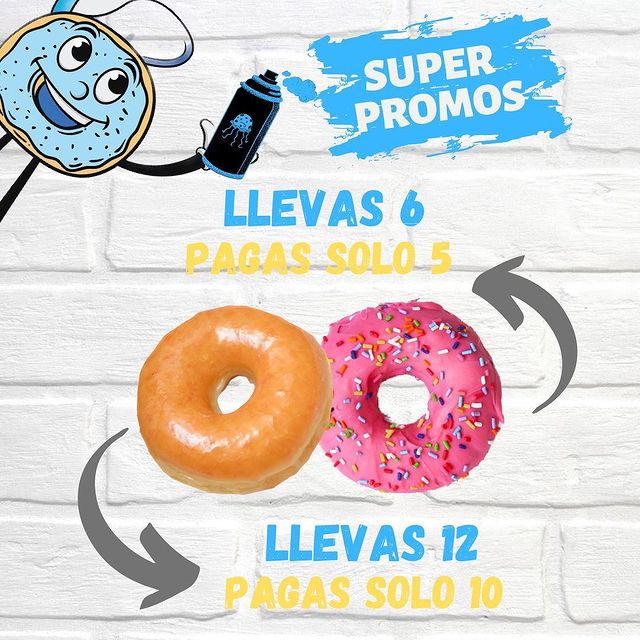 SUPER
PROMOS
LLEVAS 6
PAGAS SOLO 5
LLEVAS 12
PAGAS SOLO 10